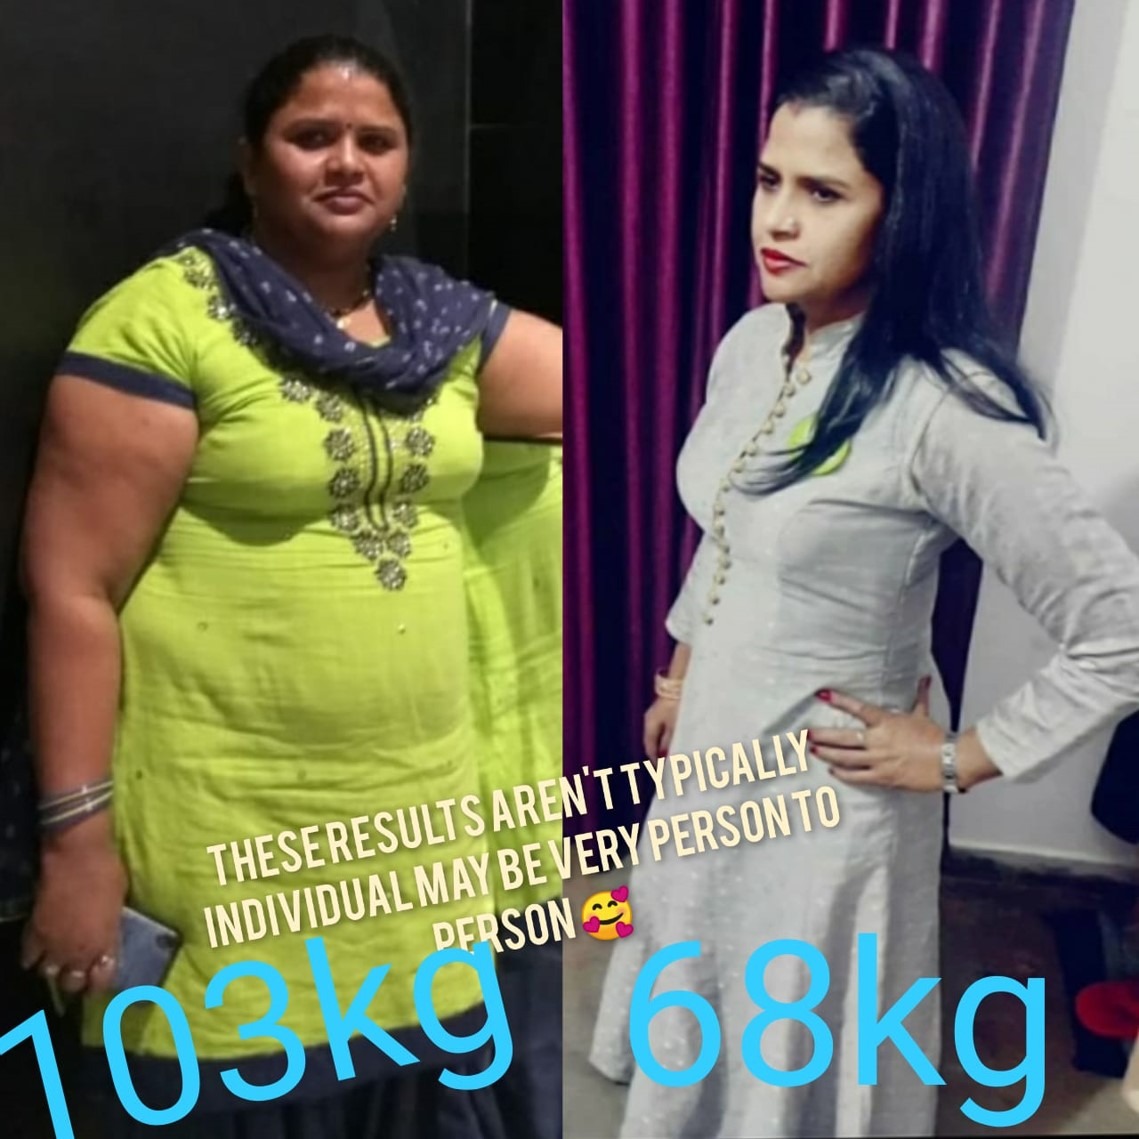 THESE RESULTS AREN'T TYPICALLY
INDIVIDUAL MAY BE VERY PERSON TO
PERSON 🥰
103kg
68kg